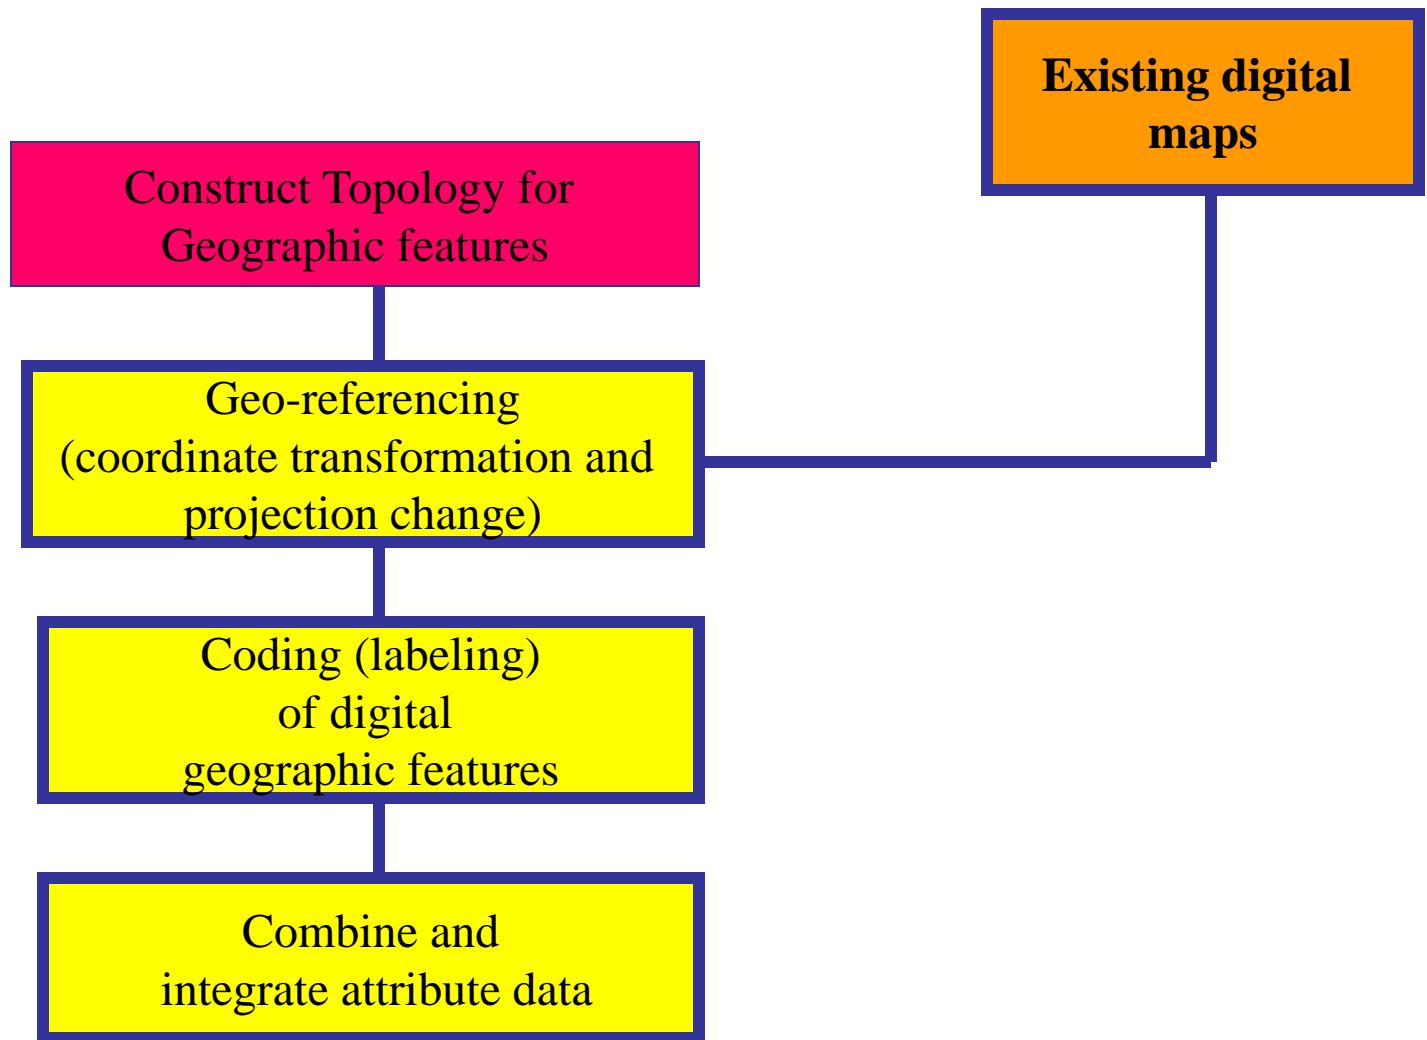 Existing digital
maps
Construct Topology for
Geographic features
Geo-referencing
(coordinate transformation and
projection change)
Coding (labeling)
of digital
geographic features
Combine and
integrate attribute data